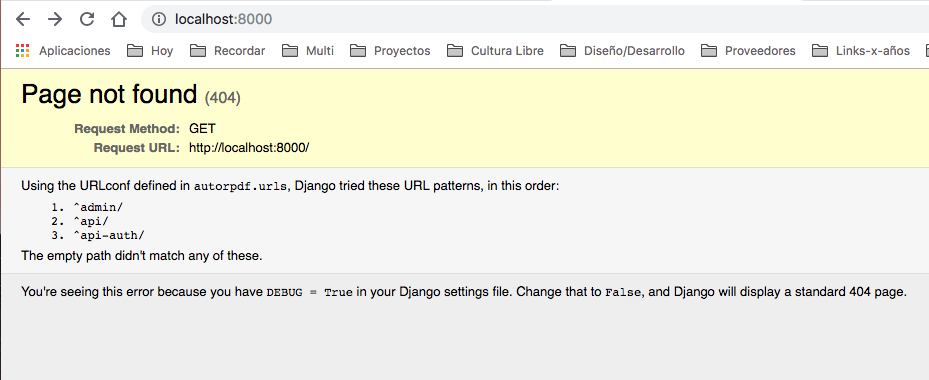 localhost:8000
Aplicaciones Hoy Recordar Multi Proyectos Cultura Libre Diseño/Desarrollo Proveedores Links-x-años
Page not found (404)
Request Method: GET
Request URL: http://localhost:8000/
Using the URLconf defined in autorpdf.urls, Django tried these URL patterns, in this order:
1. ^admin/
2. ^api/
3. ^api-auth/
The empty path didn't match any of these.
You're seeing this error because you have DEBUG = True in your Django settings file. Change that to False, and Django will display a standard 404 page.